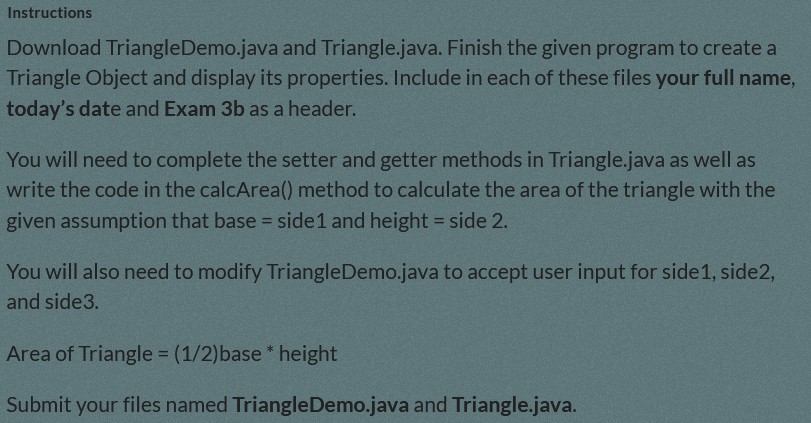 Instructions
Download TriangleDemo.java and Triangle.java. Finish the given program to create a
Triangle Object and display its properties. Include in each of these files your full name,
today's date and Exam 3b as a header.
You will need to complete the setter and getter methods in Triangle.java as well as
write the code in the calcArea() method to calculate the area of the triangle with the
given assumption that base = side1 and height = side 2.
You will also need to modify TriangleDemo.java to accept user input for side1, side2,
and side3.
Area of Triangle = (1/2)base * height
Submit your files named TriangleDemo.java and Triangle.java.